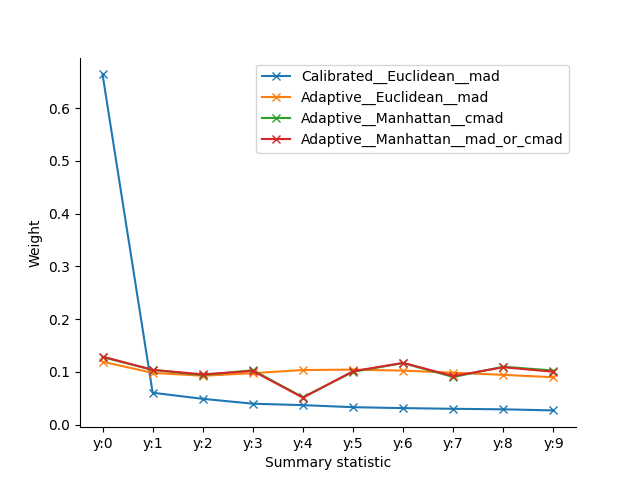 Calibrated__Euclidean__mad
Adaptive__Euclidean__mad
Adaptive__Manhattan__cmad
Adaptive__Manhattan__mad_or_cmad
Weight
0.6
0.5
0.4
0.3
0.2
0.1
0.0
y:0 y:1 y:2 y:3 y:4 y:5 y:6 y:7 y:8 y:9
Summary statistic